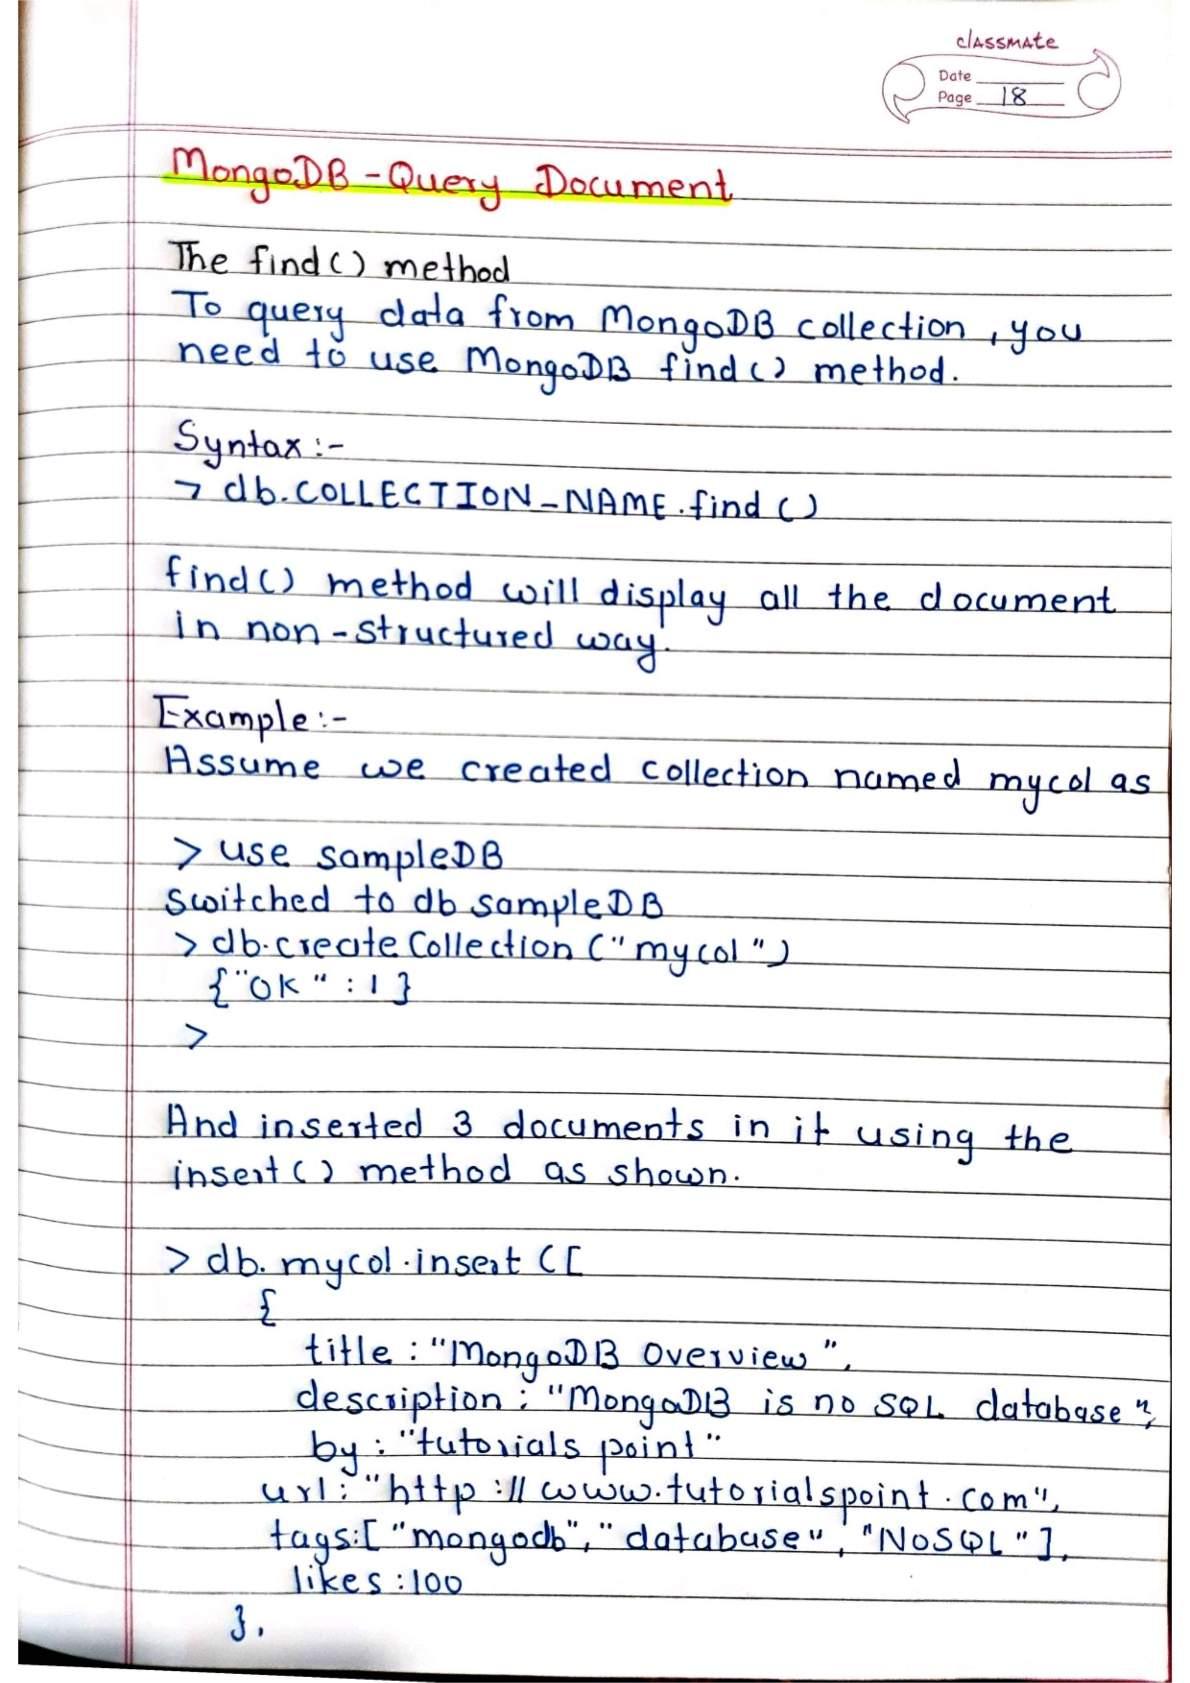 classmate
Date
Page 18
MongoDB - Query Document
The find() method
To query data from MongoDB collection, you
need to use MongoDB find() method.
Syntax :-
> db.COLLECTION_NAME.find()
find() method will display all the document
in non-structured way.
Example :-
Assume we created collection named mycol as
> use sampleDB
switched to db sampleDB
> db.createCollection("mycol")
{"OK" : 1}
>
And inserted 3 documents in it using the
insert() method as shown.
> db.mycol.insert([
{
title : "MongoDB Overview",
description : "MongoDB is no SQL database",
by : "tutorials point"
url : "http://www.tutorialspoint.com",
tags:["mongodb", "database", "NoSQL"],
likes : 100
},